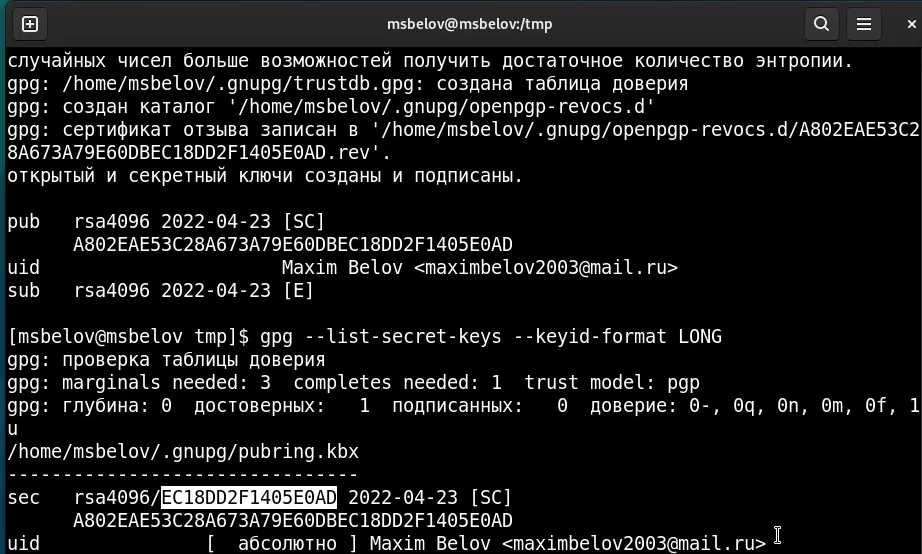 msbelov@msbelov:/tmp
случайных чисел больше возможностей получить достаточное количество энтропии.
gpg: /home/msbelov/.gnupg/trustdb.gpg: создана таблица доверия
gpg: создан каталог '/home/msbelov/.gnupg/openpgp-revocs.d'
gpg: сертификат отзыва записан в '/home/msbelov/.gnupg/openpgp-revocs.d/A802EAE53C2
8A673A79E60DBEC18DD2F1405E0AD.rev'.
открытый и секретный ключи созданы и подписаны.
pub   rsa4096 2022-04-23 [SC]
      A802EAE53C28A673A79E60DBEC18DD2F1405E0AD
uid                      Maxim Belov <maximbelov2003@mail.ru>
sub   rsa4096 2022-04-23 [E]
[msbelov@msbelov tmp]$ gpg --list-secret-keys --keyid-format LONG
gpg: проверка таблицы доверия
gpg: marginals needed: 3  completes needed: 1  trust model: pgp
gpg: глубина: 0  достоверных:   1  подписанных:   0  доверие: 0-, 0q, 0n, 0m, 0f, 1
u
/home/msbelov/.gnupg/pubring.kbx
--------------------------------
sec   rsa4096/EC18DD2F1405E0AD 2022-04-23 [SC]
      A802EAE53C28A673A79E60DBEC18DD2F1405E0AD
uid               [  абсолютно ] Maxim Belov <maximbelov2003@mail.ru>